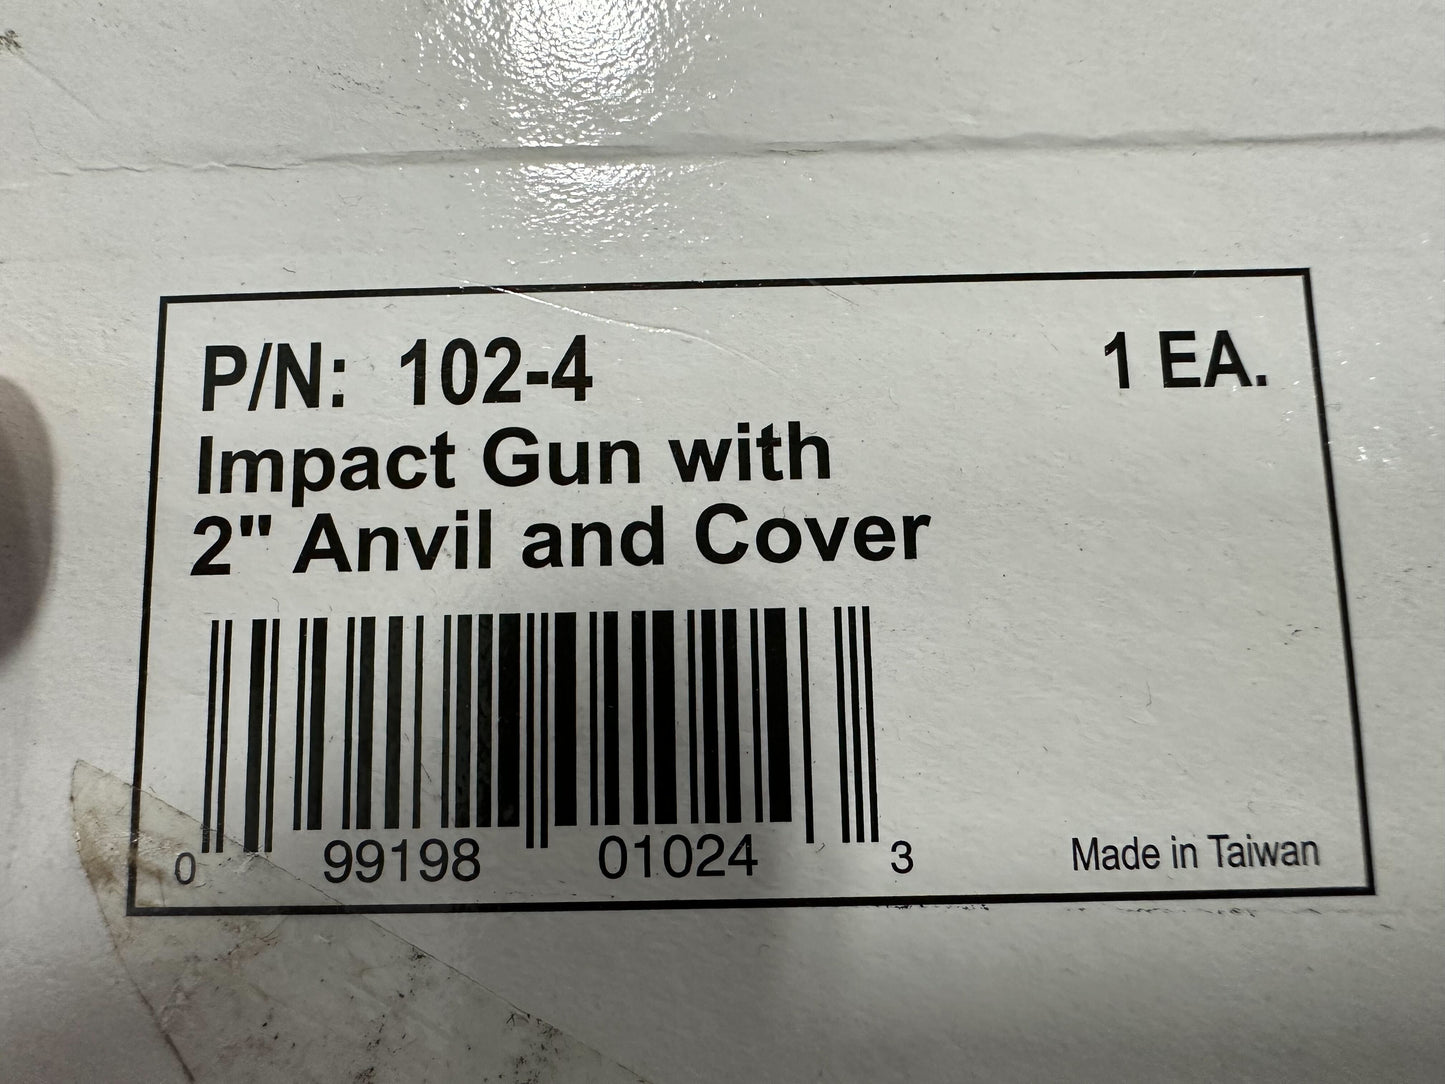 P/N: 102-4 1 EA.
Impact Gun with
2" Anvil and Cover
0 99198 01024 3
Made in Taiwan